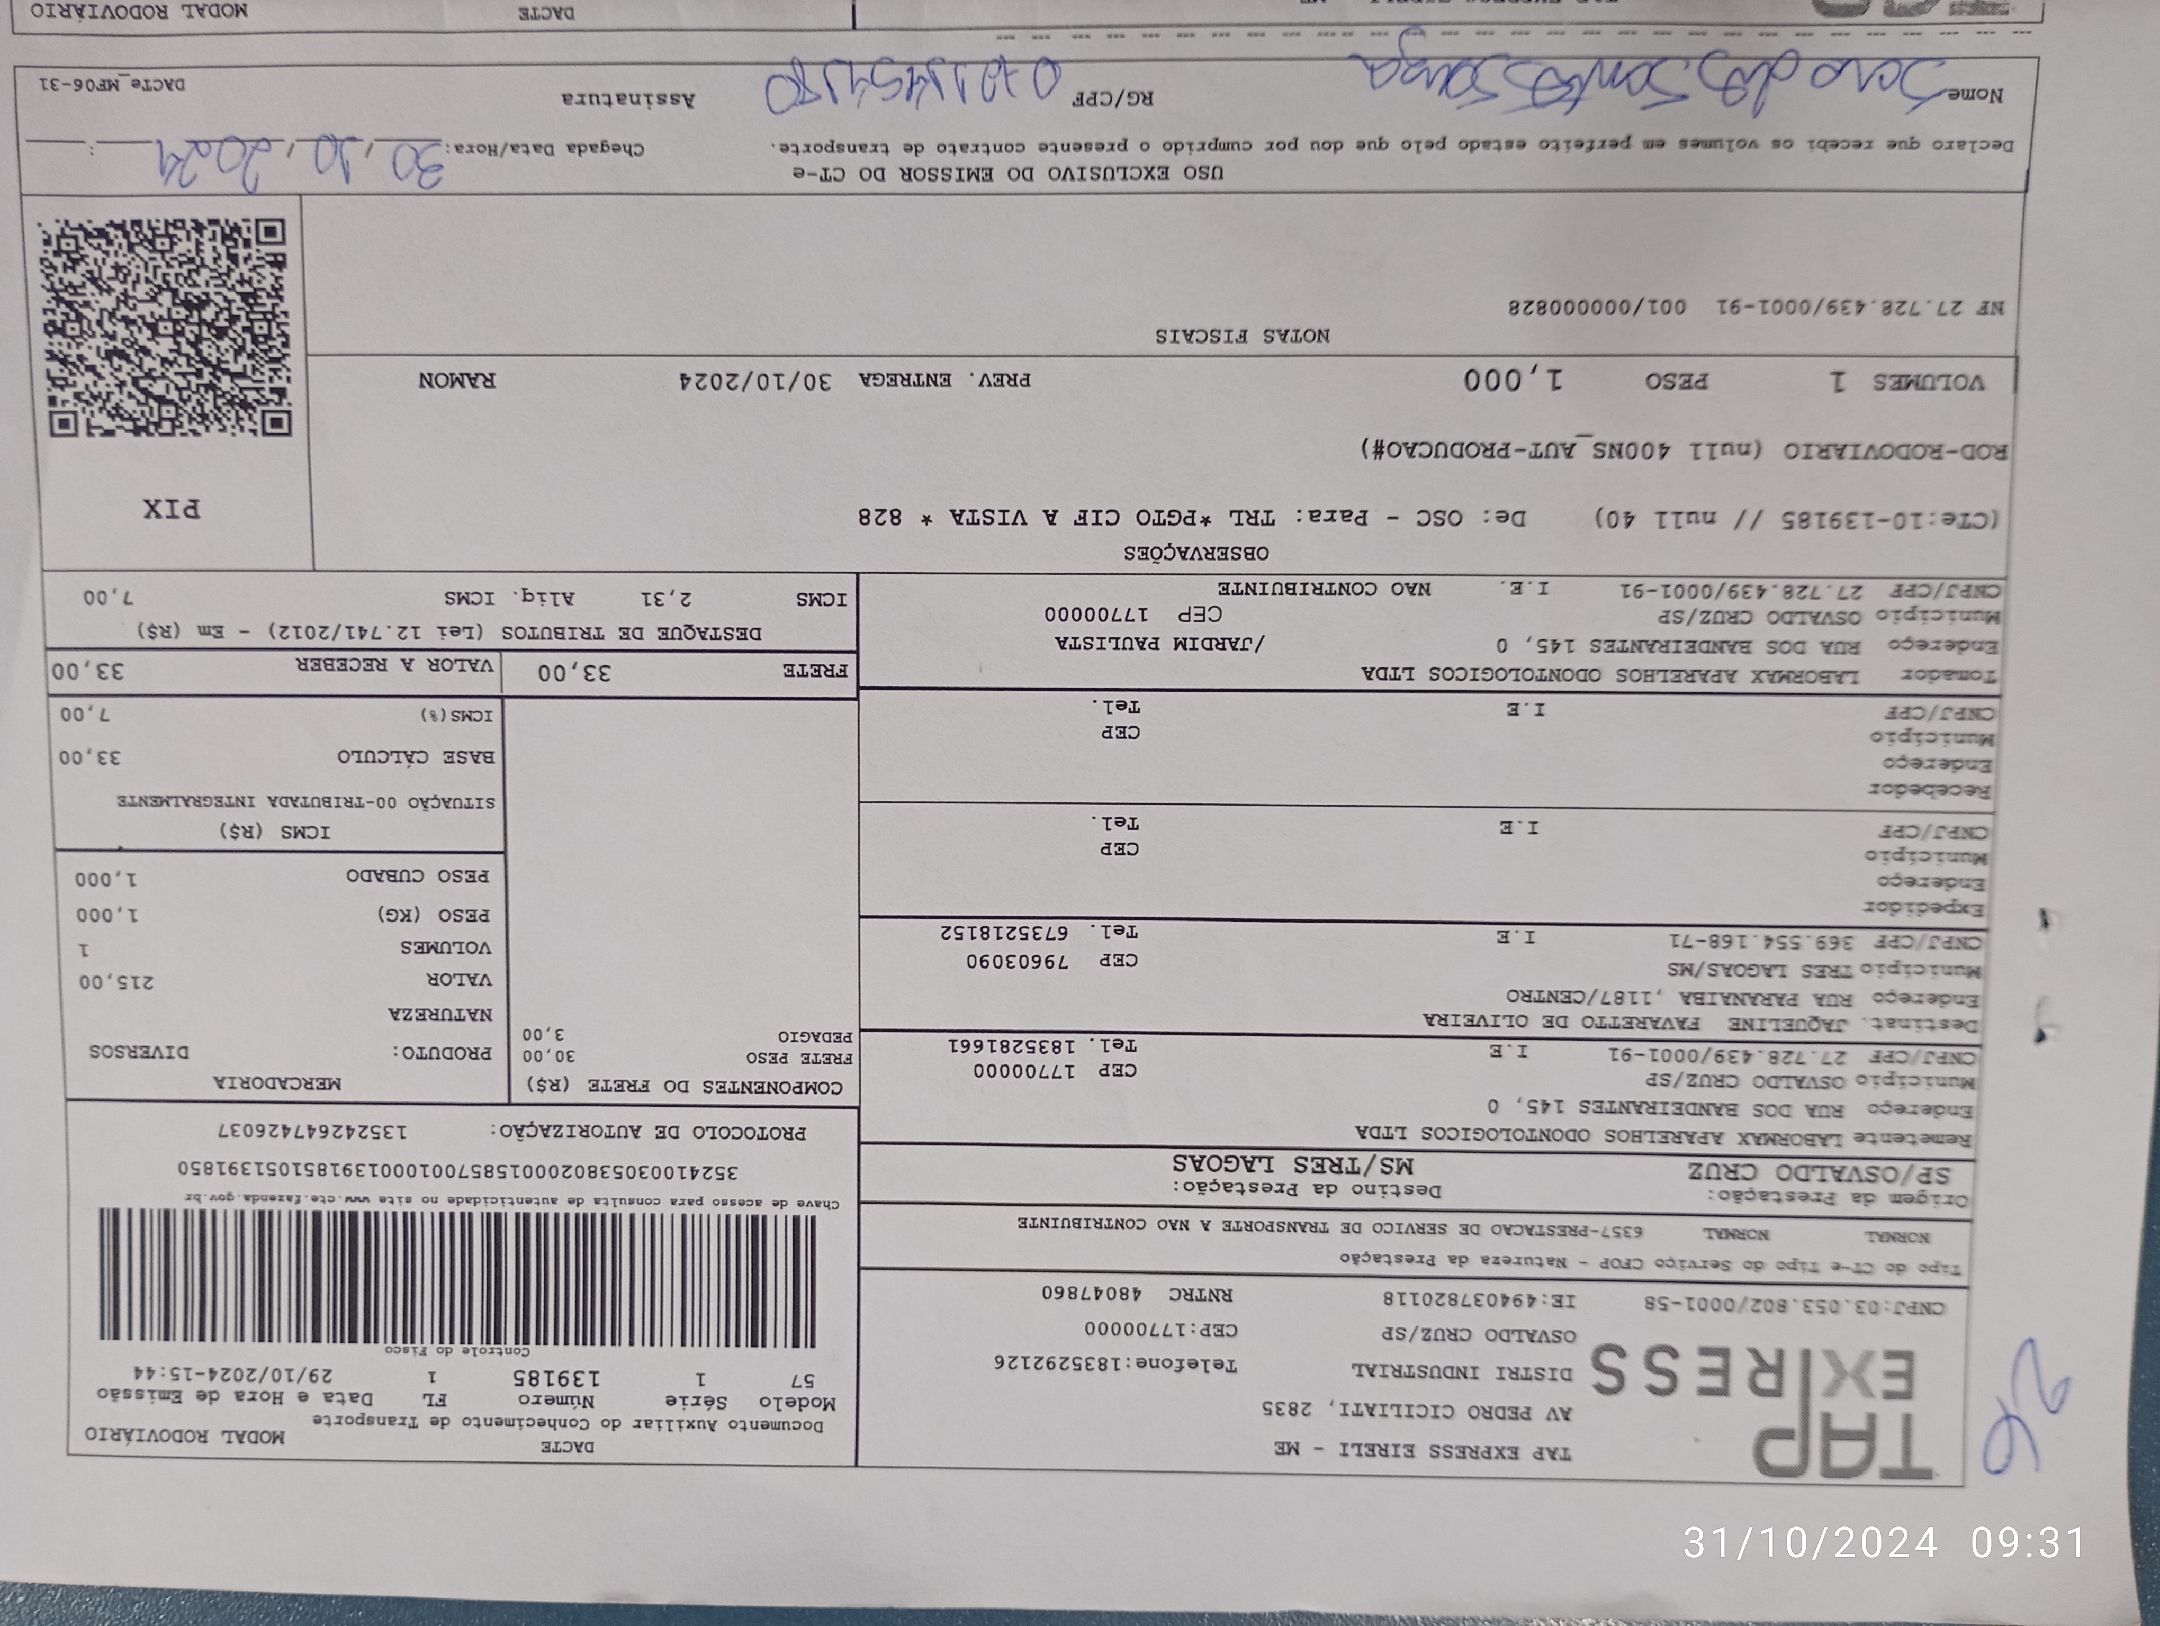 TAP
EXPRESS
TAP EXPRESS EIRELI - ME
AV PEDRO CICILIATI, 2835
DISTRI INDUSTRIAL Telefone:1835292126
OSVALDO CRUZ/SP CEP:17700000
CNPJ:03.053.802/0001-58 IE:494037820118 RNTRC 48047860
DACTE MODAL RODOVIÁRIO
Documento Auxiliar do Conhecimento de Transporte
Modelo Série Número FL Data e Hora de Emissão
57 1 139185 1 29/10/2024-15:44
Controle do Fisco
Chave de acesso para consulta de autenticidade no site www.cte.fazenda.gov.br
35241003053802000158570010001391851051391850
PROTOCOLO DE AUTORIZAÇÃO: 135242647426037
Tipo do CT-e Tipo do Serviço CFOP - Natureza da Prestação
NORMAL NORMAL 6357-PRESTACAO DE SERVICO DE TRANSPORTE A NAO CONTRIBUINTE
Origem da Prestação: Destino da Prestação:
SP/OSVALDO CRUZ MS/TRES LAGOAS
Remetente LABORMAX APARELHOS ODONTOLOGICOS LTDA
Endereço RUA DOS BANDEIRANTES 145, 0
Município OSVALDO CRUZ/SP CEP 17700000
CNPJ/CPF 27.728.439/0001-91 I.E Tel. 1835281661
Destinat. JAQUELINE FAVARETTO DE OLIVEIRA
Endereço RUA PARANAIBA ,1187/CENTRO
Município TRES LAGOAS/MS CEP 79603090
CNPJ/CPF 369.554.168-71 I.E Tel. 6735218152
Expedidor
Endereço
Município CEP
CNPJ/CPF I.E Tel.
Recebedor
Endereço
Município CEP
CNPJ/CPF I.E Tel.
Tomador LABORMAX APARELHOS ODONTOLOGICOS LTDA
Endereço RUA DOS BANDEIRANTES 145, 0 /JARDIM PAULISTA
Município OSVALDO CRUZ/SP CEP 17700000
CNPJ/CPF 27.728.439/0001-91 I.E. NAO CONTRIBUINTE
COMPONENTES DO FRETE (R$)
FRETE PESO 30,00
PEDAGIO 3,00
MERCADORIA
PRODUTO: DIVERSOS
NATUREZA
VALOR 215,00
VOLUMES 1
PESO (KG) 1,000
PESO CUBADO 1,000
ICMS (R$)
SITUAÇÃO 00-TRIBUTADA INTEGRALMENTE
BASE CÁLCULO 33,00
ICMS(%) 7,00
FRETE 33,00 VALOR A RECEBER 33,00
DESTAQUE DE TRIBUTOS (Lei 12.741/2012) - Em (R$)
ICMS 2,31 Aliq. ICMS 7,00
OBSERVAÇÕES
(CTe:10-139185 // null 40) De: OSC - Para: TRL *PGTO CIF A VISTA * 828
ROD-RODOVIARIO (null 400NS_AUT-PRODUCAO#)
PIX
VOLUMES 1 PESO 1,000 PREV. ENTREGA 30/10/2024 RAMON
NOTAS FISCAIS
NF 27.728.439/0001-91 001/000000828
USO EXCLUSIVO DO EMISSOR DO CT-e
Declaro que recebi os volumes em perfeito estado pelo que dou por cumprido o presente contrato de transporte. Chegada Data/Hora: 30/10/2024 :
Nome dos Santos Souza RG/CPF Assinatura DACTe_MF06-31
DACTE MODAL RODOVIÁRIO
31/10/2024 09:31